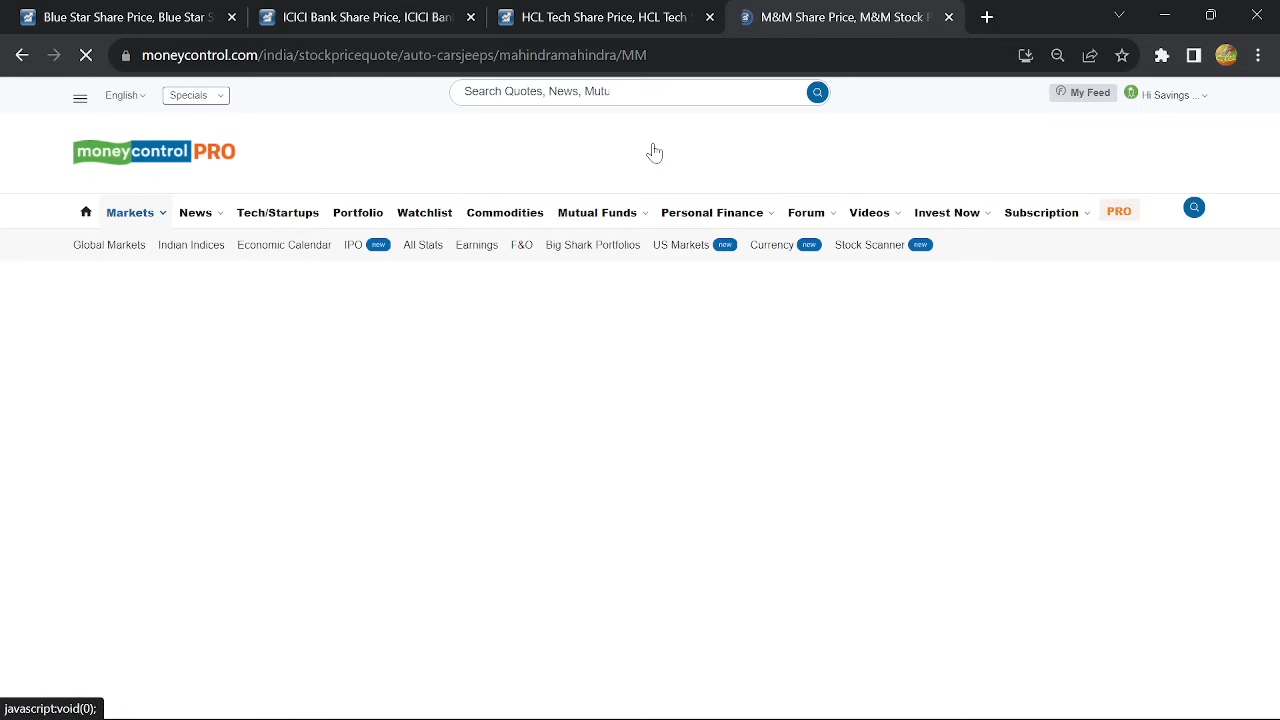 Blue Star Share Price, Blue Star S
ICICI Bank Share Price, ICICI Bank
HCL Tech Share Price, HCL Tech
M&M Share Price, M&M Stock P
moneycontrol.com/india/stockpricequote/auto-carsjeeps/mahindramahindra/MM
English
Specials
Search Quotes, News, Mutu
My Feed
Hi Savings ...
moneycontrol PRO
Markets News Tech/Startups Portfolio Watchlist Commodities Mutual Funds Personal Finance Forum Videos Invest Now Subscription PRO
Global Markets Indian Indices Economic Calendar IPO new All Stats Earnings F&O Big Shark Portfolios US Markets new Currency new Stock Scanner new
javascript:void(0);